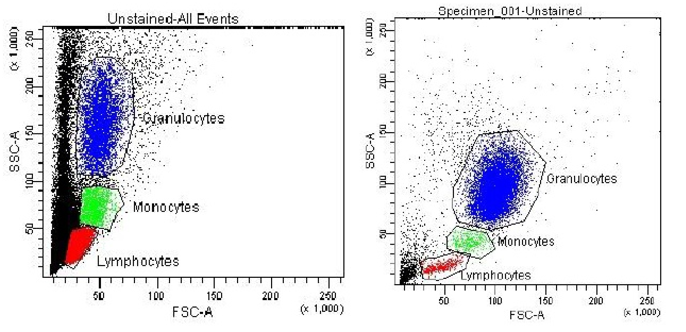 Unstained-All Events
(x 1,000)
250
200
150
100
50
SSC-A
Granulocytes
Monocytes
Lymphocytes
50
100
150
200
250
FSC-A
(x 1,000)
Specimen_001-Unstained
(x 1,000)
250
200
150
100
50
SSC-A
Granulocytes
Monocytes
Lymphocytes
50
100
150
200
250
FSC-A
(x 1,000)